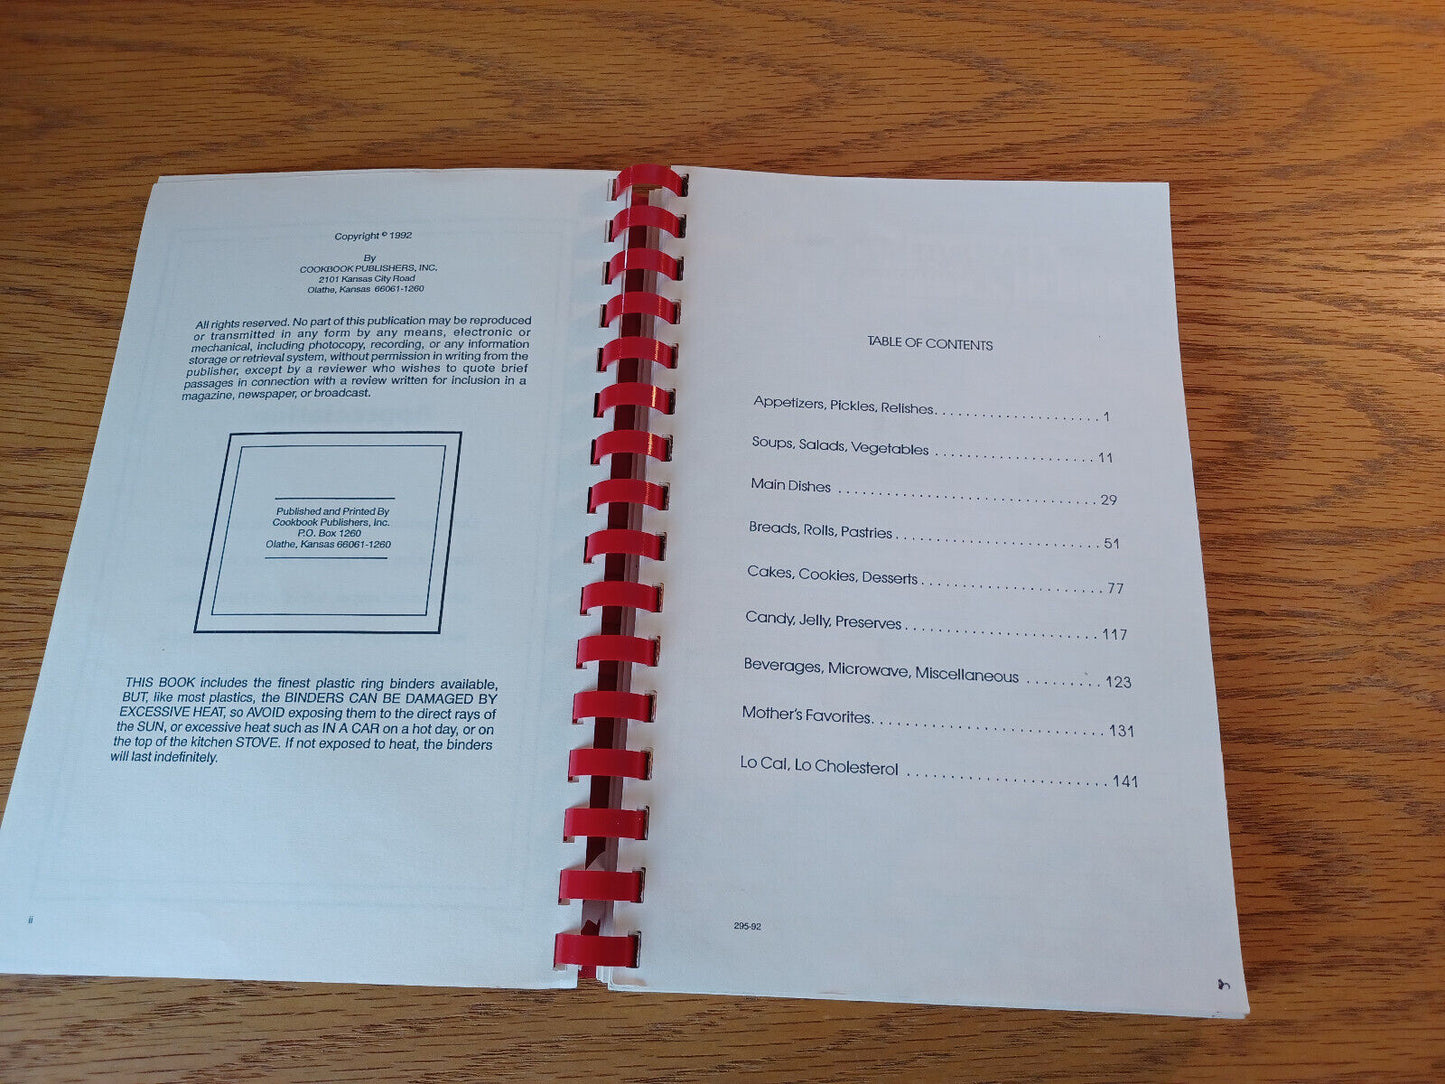 Copyright © 1992
By
COOKBOOK PUBLISHERS, INC.
2101 Kansas City Road
Olathe, Kansas 66061-1260
All rights reserved. No part of this publication may be reproduced
or transmitted in any form by any means, electronic or
mechanical, including photocopy, recording, or any information
storage or retrieval system, without permission in writing from the
publisher, except by a reviewer who wishes to quote brief
passages in connection with a review written for inclusion in a
magazine, newspaper, or broadcast.
Published and Printed By
Cookbook Publishers, Inc.
P.O. Box 1260
Olathe, Kansas 66061-1260
THIS BOOK includes the finest plastic ring binders available,
BUT, like most plastics, the BINDERS CAN BE DAMAGED BY
EXCESSIVE HEAT, so AVOID exposing them to the direct rays of
the SUN, or excessive heat such as IN A CAR on a hot day, or on
the top of the kitchen STOVE. If not exposed to heat, the binders
will last indefinitely.
ii
TABLE OF CONTENTS
Appetizers, Pickles, Relishes. . . . . . . . . . . . . . . . . . . . . 1
Soups, Salads, Vegetables . . . . . . . . . . . . . . . . . . . . 11
Main Dishes . . . . . . . . . . . . . . . . . . . . . . . . . . . . . . . . 29
Breads, Rolls, Pastries . . . . . . . . . . . . . . . . . . . . . . . . . 51
Cakes, Cookies, Desserts . . . . . . . . . . . . . . . . . . . . . . 77
Candy, Jelly, Preserves . . . . . . . . . . . . . . . . . . . . . . . 117
Beverages, Microwave, Miscellaneous . . . . . . . . . 123
Mother's Favorites. . . . . . . . . . . . . . . . . . . . . . . . . . . . 131
Lo Cal, Lo Cholesterol . . . . . . . . . . . . . . . . . . . . . . . . 141
295-92